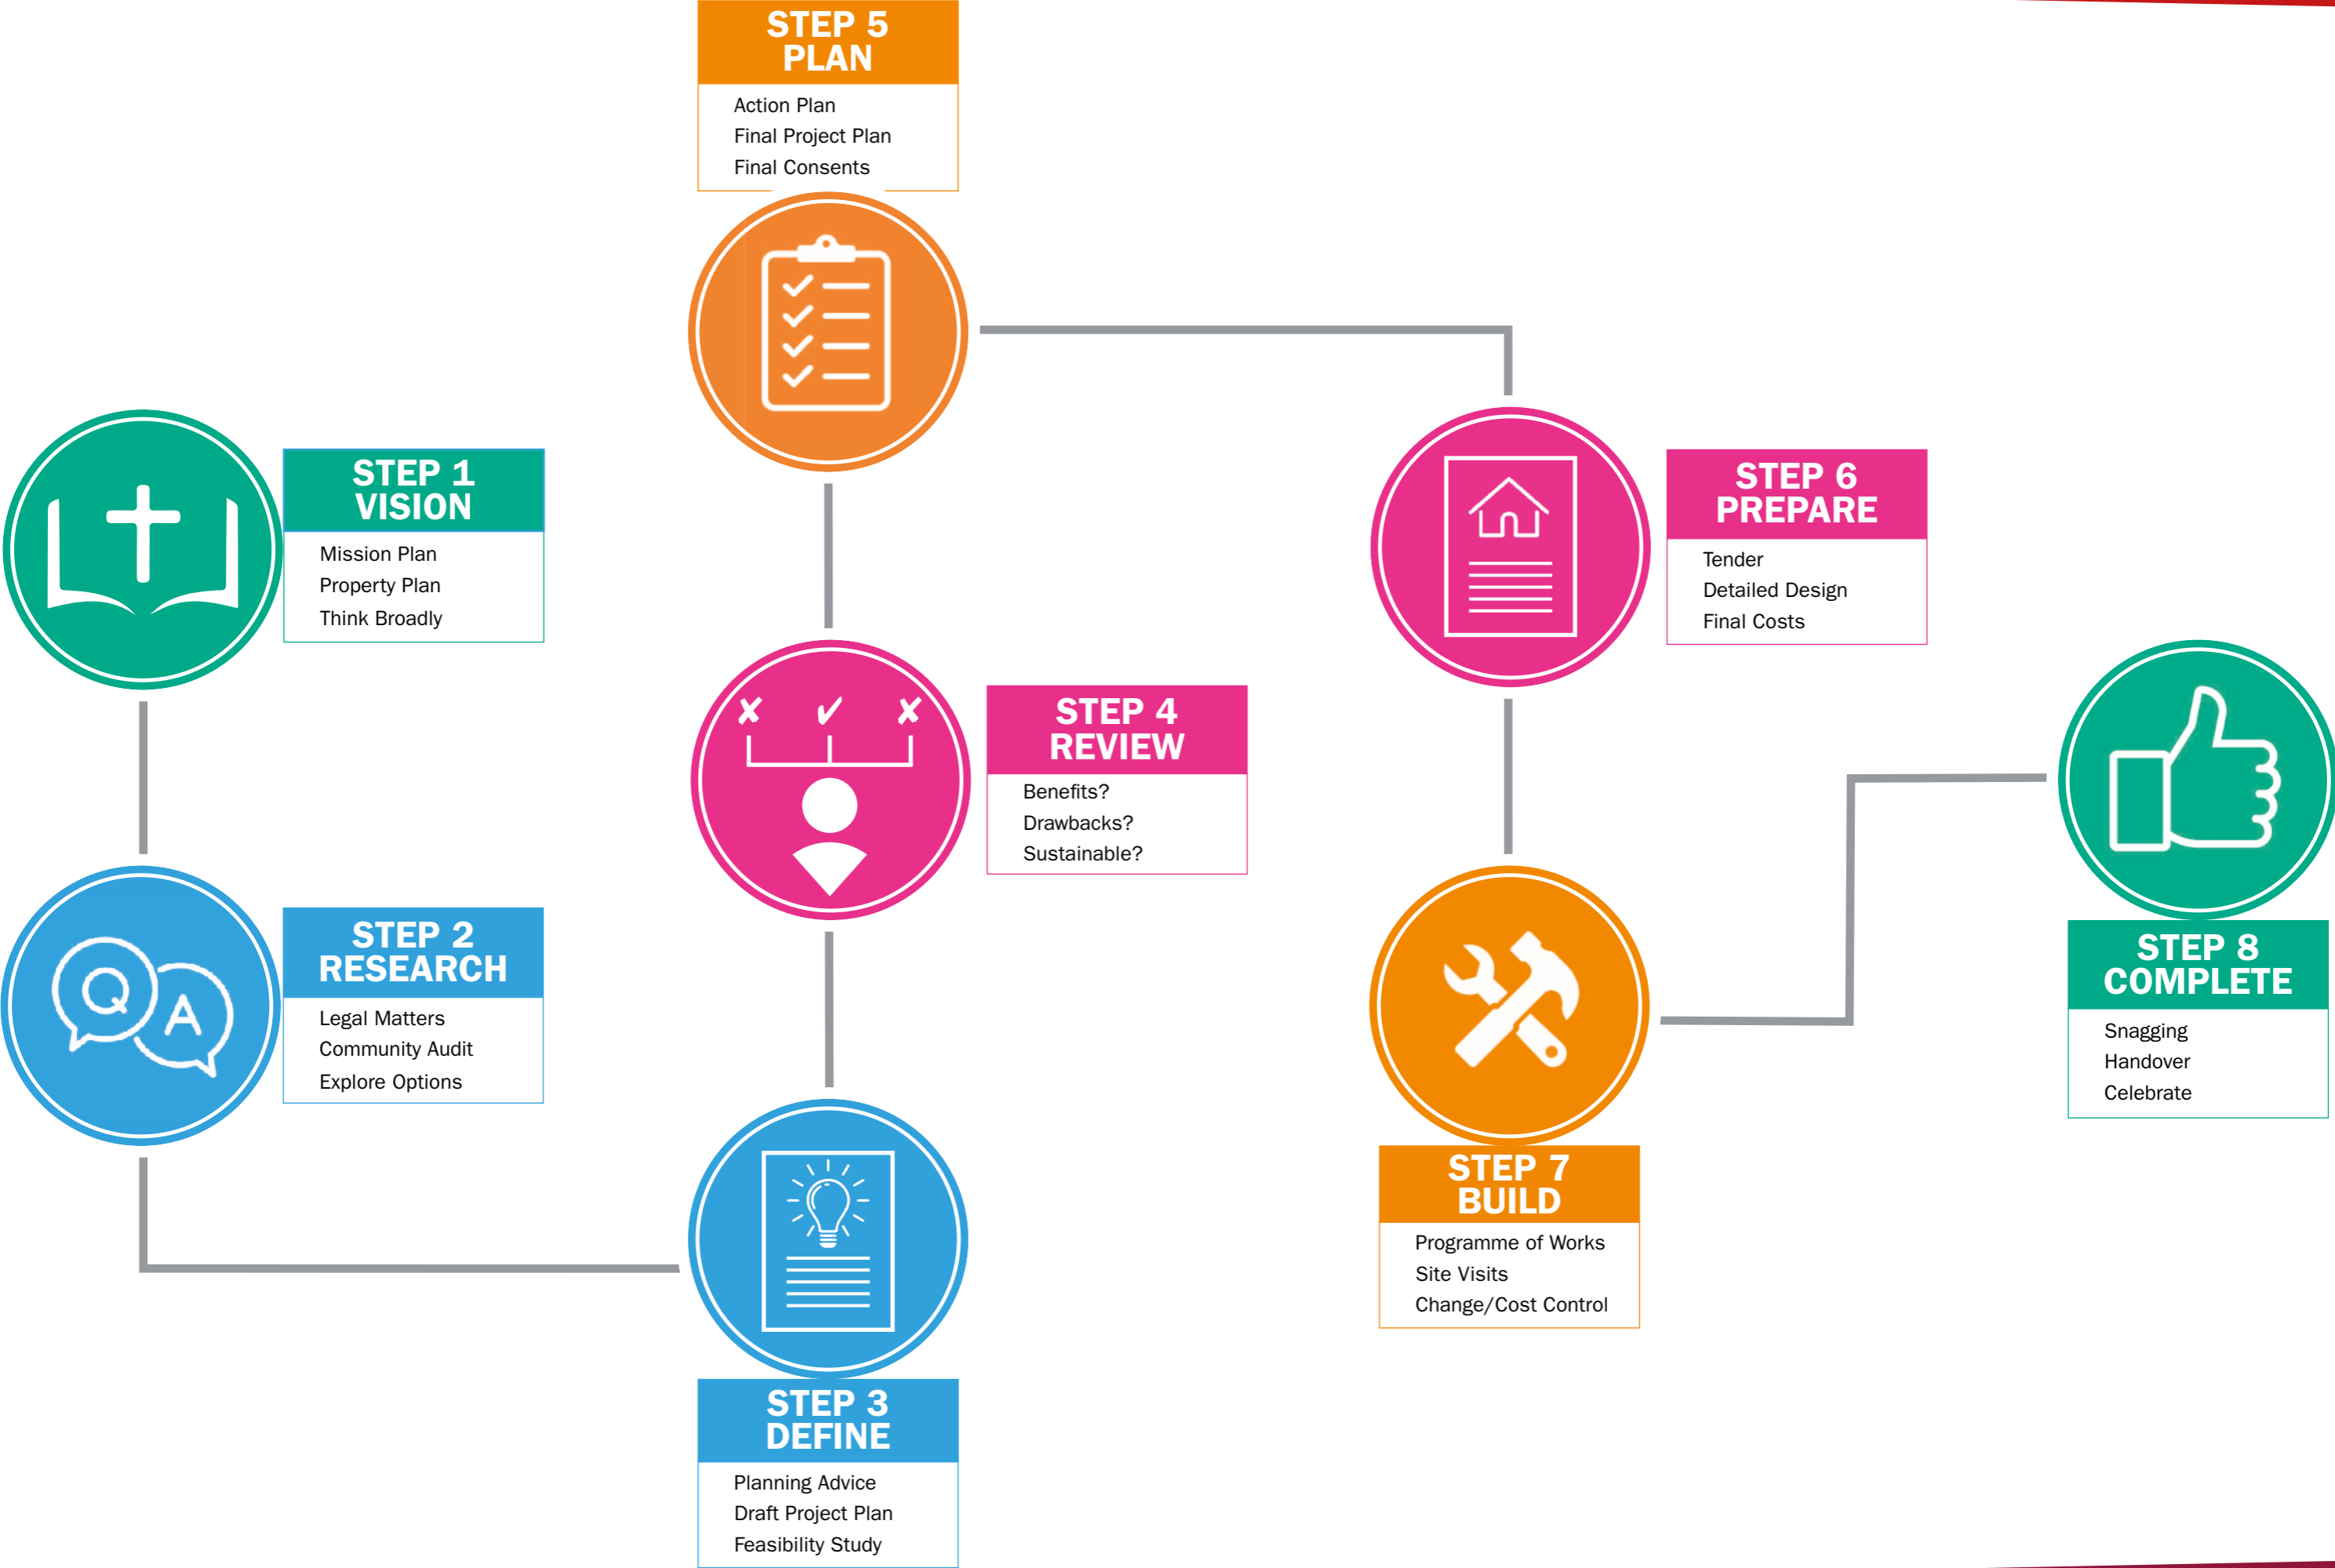 STEP 1
VISION
Mission Plan
Property Plan
Think Broadly
STEP 2
RESEARCH
Legal Matters
Community Audit
Explore Options
Q
A
STEP 3
DEFINE
Planning Advice
Draft Project Plan
Feasibility Study
STEP 4
REVIEW
Benefits?
Drawbacks?
Sustainable?
STEP 5
PLAN
Action Plan
Final Project Plan
Final Consents
STEP 6
PREPARE
Tender
Detailed Design
Final Costs
STEP 7
BUILD
Programme of Works
Site Visits
Change/Cost Control
STEP 8
COMPLETE
Snagging
Handover
Celebrate